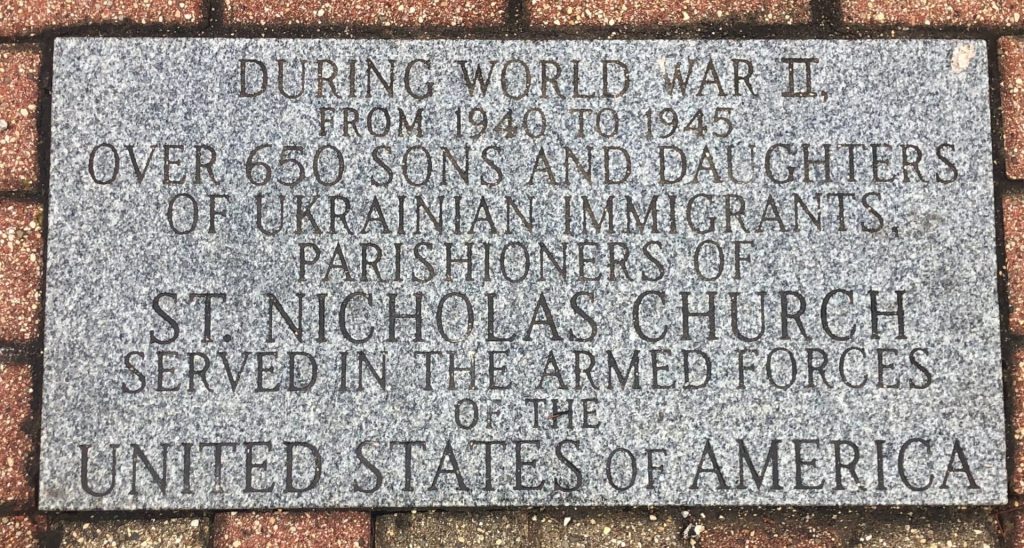 DURING WORLD WAR II,
FROM 1940 TO 1945
OVER 650 SONS AND DAUGHTERS
OF UKRAINIAN IMMIGRANTS,
PARISHIONERS OF
ST. NICHOLAS CHURCH
SERVED IN THE ARMED FORCES
OF THE
UNITED STATES OF AMERICA